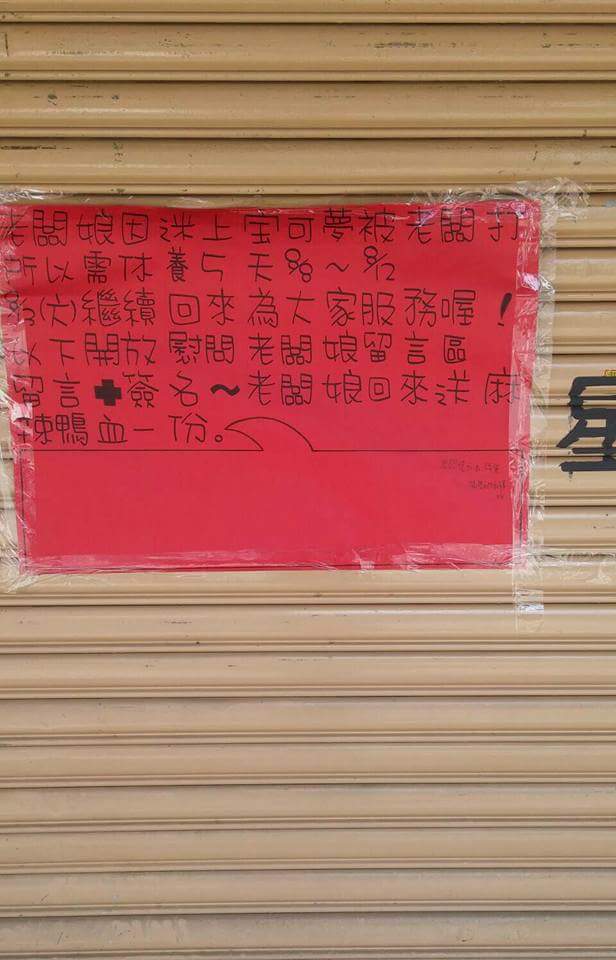 老闆娘因迷上宝可夢被老闆打
所以需休養5天8/8～8/12
8/13(六)繼續回來為大家服務喔！
以下開放慰問老闆娘留言區
留言✚簽名～老闆娘回來送麻
辣鴨血一份。